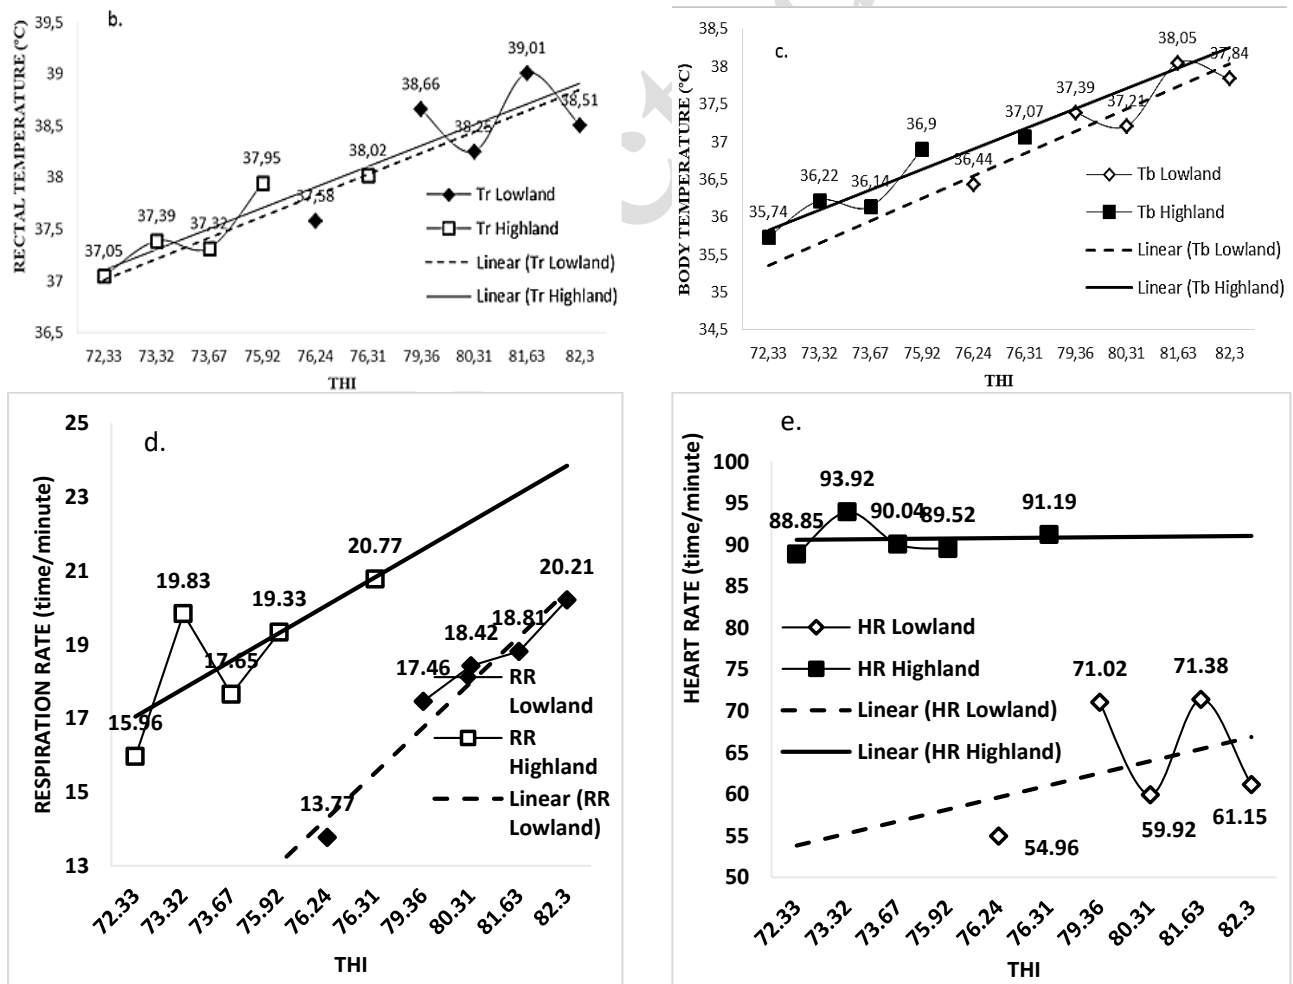 b.
RECTAL TEMPERATURE (°C)
39,5
39
38,5
38
37,5
37
36,5
37,05
37,39
37,32
37,95
37,58
38,02
38,66
38,25
39,01
38,51
Tr Lowland
Tr Highland
Linear (Tr Lowland)
Linear (Tr Highland)
72,33 73,32 73,67 75,92 76,24 76,31 79,36 80,31 81,63 82,3
THI
c.
BODY TEMPERATURE (°C)
38,5
38
37,5
37
36,5
36
35,5
35
34,5
35,74
36,22
36,14
36,9
36,44
37,07
37,39
37,21
38,05
37,84
Tb Lowland
Tb Highland
Linear (Tb Lowland)
Linear (Tb Highland)
72,33 73,32 73,67 75,92 76,24 76,31 79,36 80,31 81,63 82,3
THI
d.
RESPIRATION RATE (time/minute)
25
23
21
19
17
15
13
15.96
19.83
17.65
19.33
13.77
20.77
17.46
18.42
18.81
20.21
RR
Lowland
RR
Highland
Linear (RR
Lowland)
72.33 73.32 73.67 75.92 76.24 76.31 79.36 80.31 81.63 82.3
THI
e.
HEART RATE (time/minute)
100
95
90
85
80
75
70
65
60
55
50
88.85
93.92
90.04
89.52
91.19
54.96
71.02
59.92
71.38
61.15
HR Lowland
HR Highland
Linear (HR Lowland)
Linear (HR Highland)
72.33 73.32 73.67 75.92 76.24 76.31 79.36 80.31 81.63 82.3
THI